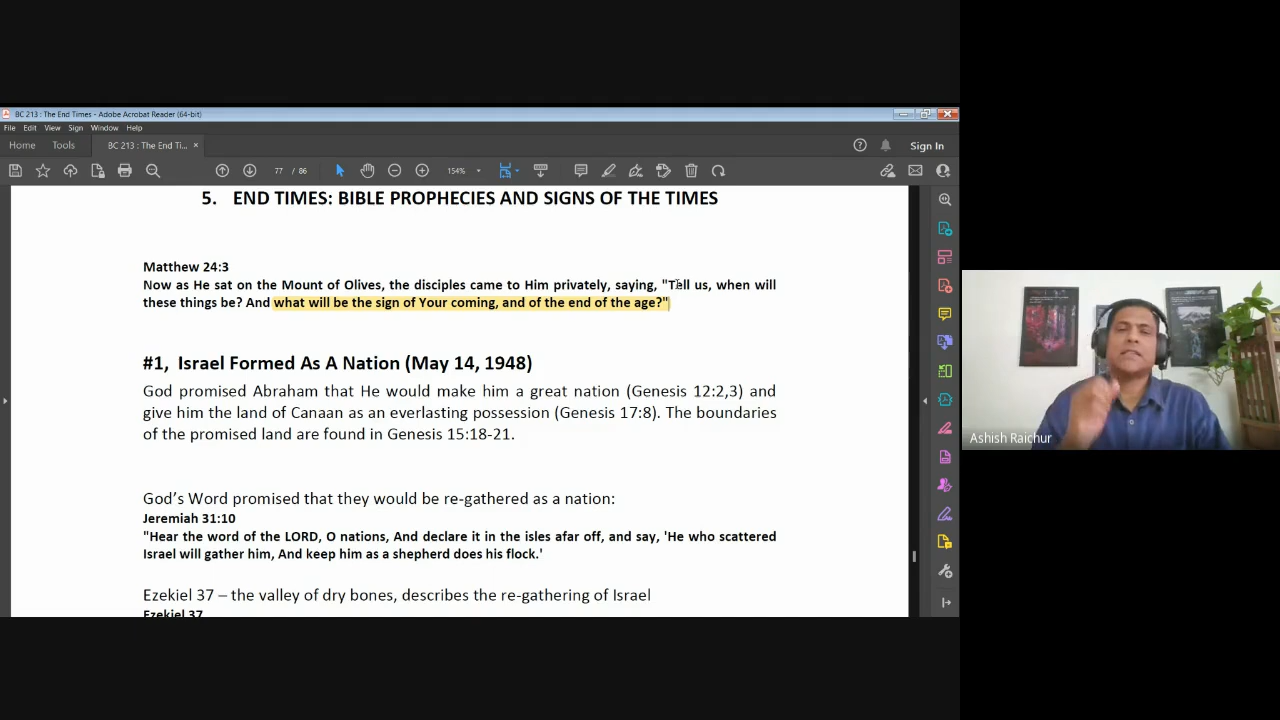 BC 213 : The End Times - Adobe Acrobat Reader (64-bit)
File Edit View Sign Window Help
Home Tools BC 213 : The End Ti... × Sign In
77 / 86 154%
5. END TIMES: BIBLE PROPHECIES AND SIGNS OF THE TIMES
Matthew 24:3
Now as He sat on the Mount of Olives, the disciples came to Him privately, saying, "Tell us, when will
these things be? And what will be the sign of Your coming, and of the end of the age?"
#1, Israel Formed As A Nation (May 14, 1948)
God promised Abraham that He would make him a great nation (Genesis 12:2,3) and
give him the land of Canaan as an everlasting possession (Genesis 17:8). The boundaries
of the promised land are found in Genesis 15:18-21.
God's Word promised that they would be re-gathered as a nation:
Jeremiah 31:10
"Hear the word of the LORD, O nations, And declare it in the isles afar off, and say, 'He who scattered
Israel will gather him, And keep him as a shepherd does his flock.'
Ezekiel 37 – the valley of dry bones, describes the re-gathering of Israel
Ezekiel 37
Ashish Raichur